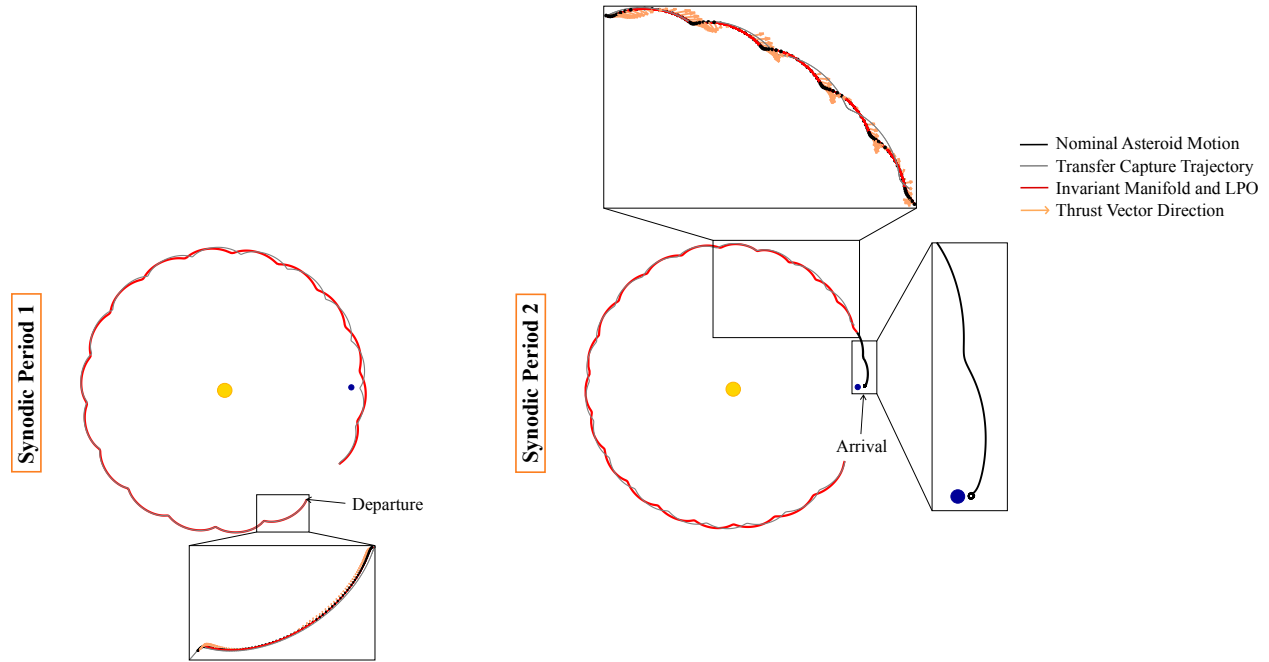 Nominal Asteroid Motion
Transfer Capture Trajectory
Invariant Manifold and LPO
Thrust Vector Direction
Synodic Period 1
Synodic Period 2
Arrival
Departure